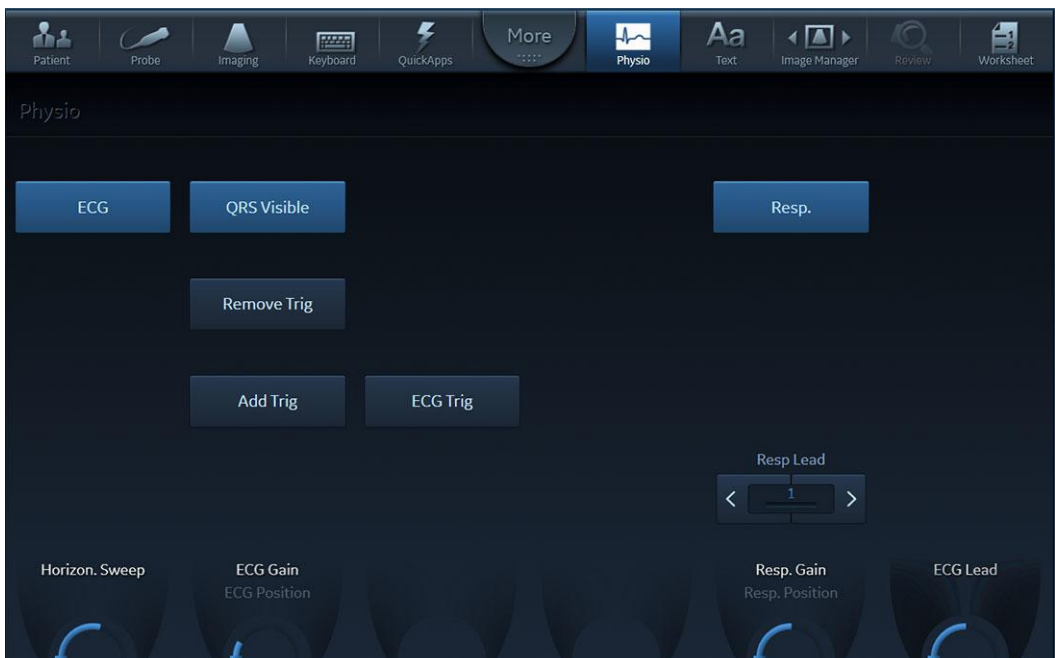 Patient
Probe
Imaging
Keyboard
QuickApps
More
Physio
Aa
Text
Image Manager
Review
1
2
Worksheet
Physio
ECG
QRS Visible
Resp.
Remove Trig
Add Trig
ECG Trig
Resp Lead
1
Horizon. Sweep
ECG Gain
Resp. Gain
ECG Lead
ECG Position
Resp. Position